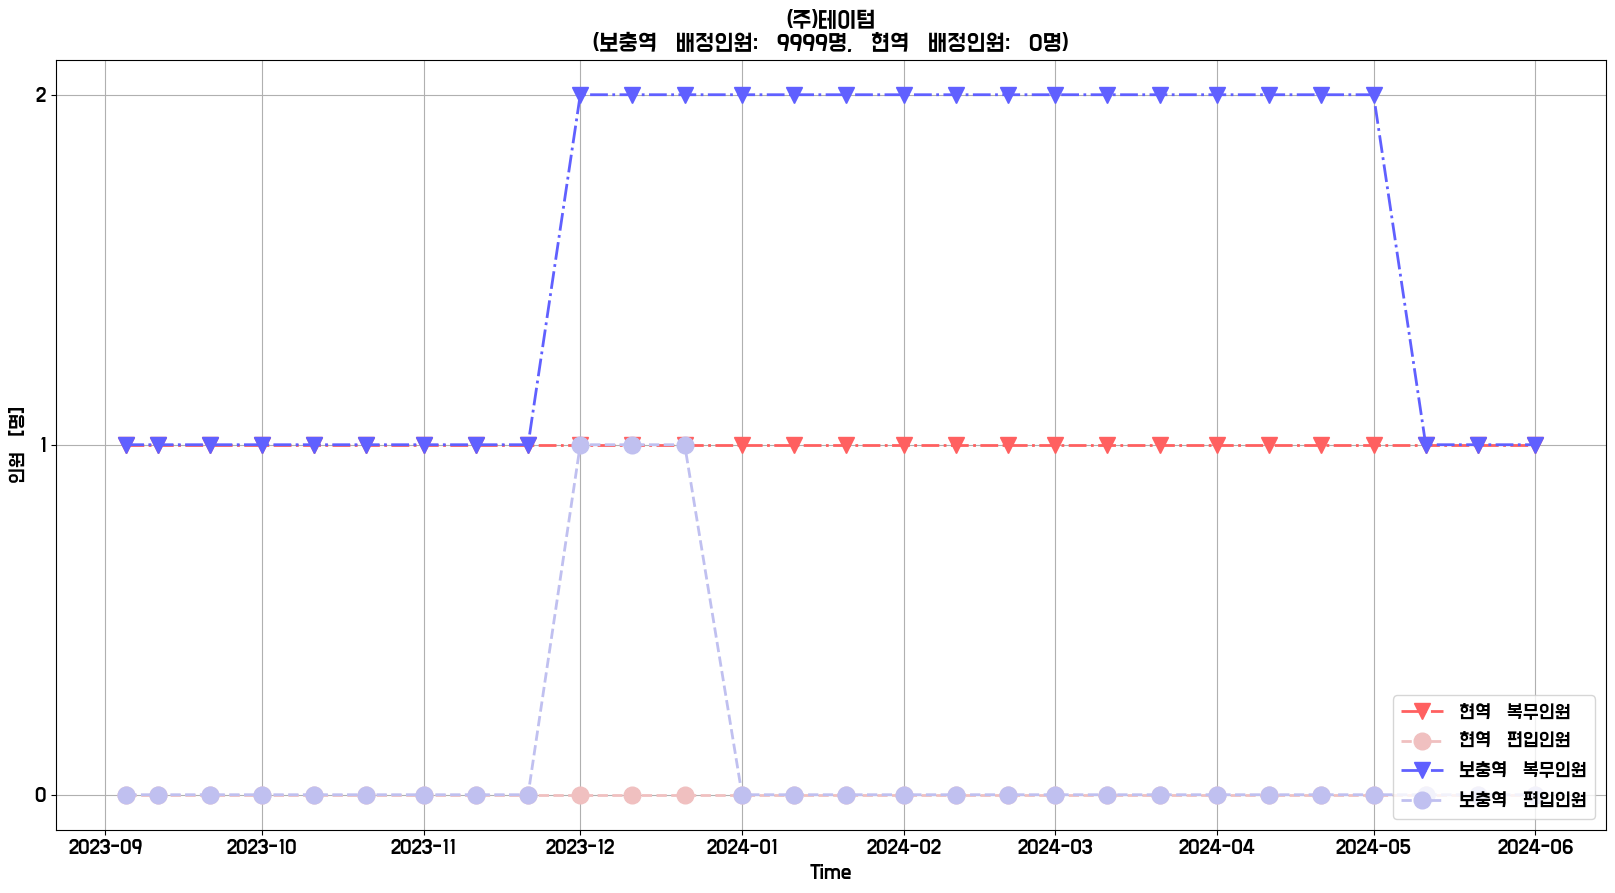 (주)테이텀
(보충역 배정인원: 9999명, 현역 배정인원: 0명)
인원 [명]
2
1
0
현역 복무인원
현역 편입인원
보충역 복무인원
보충역 편입인원
2023-09 2023-10 2023-11 2023-12 2024-01 2024-02 2024-03 2024-04 2024-05 2024-06
Time